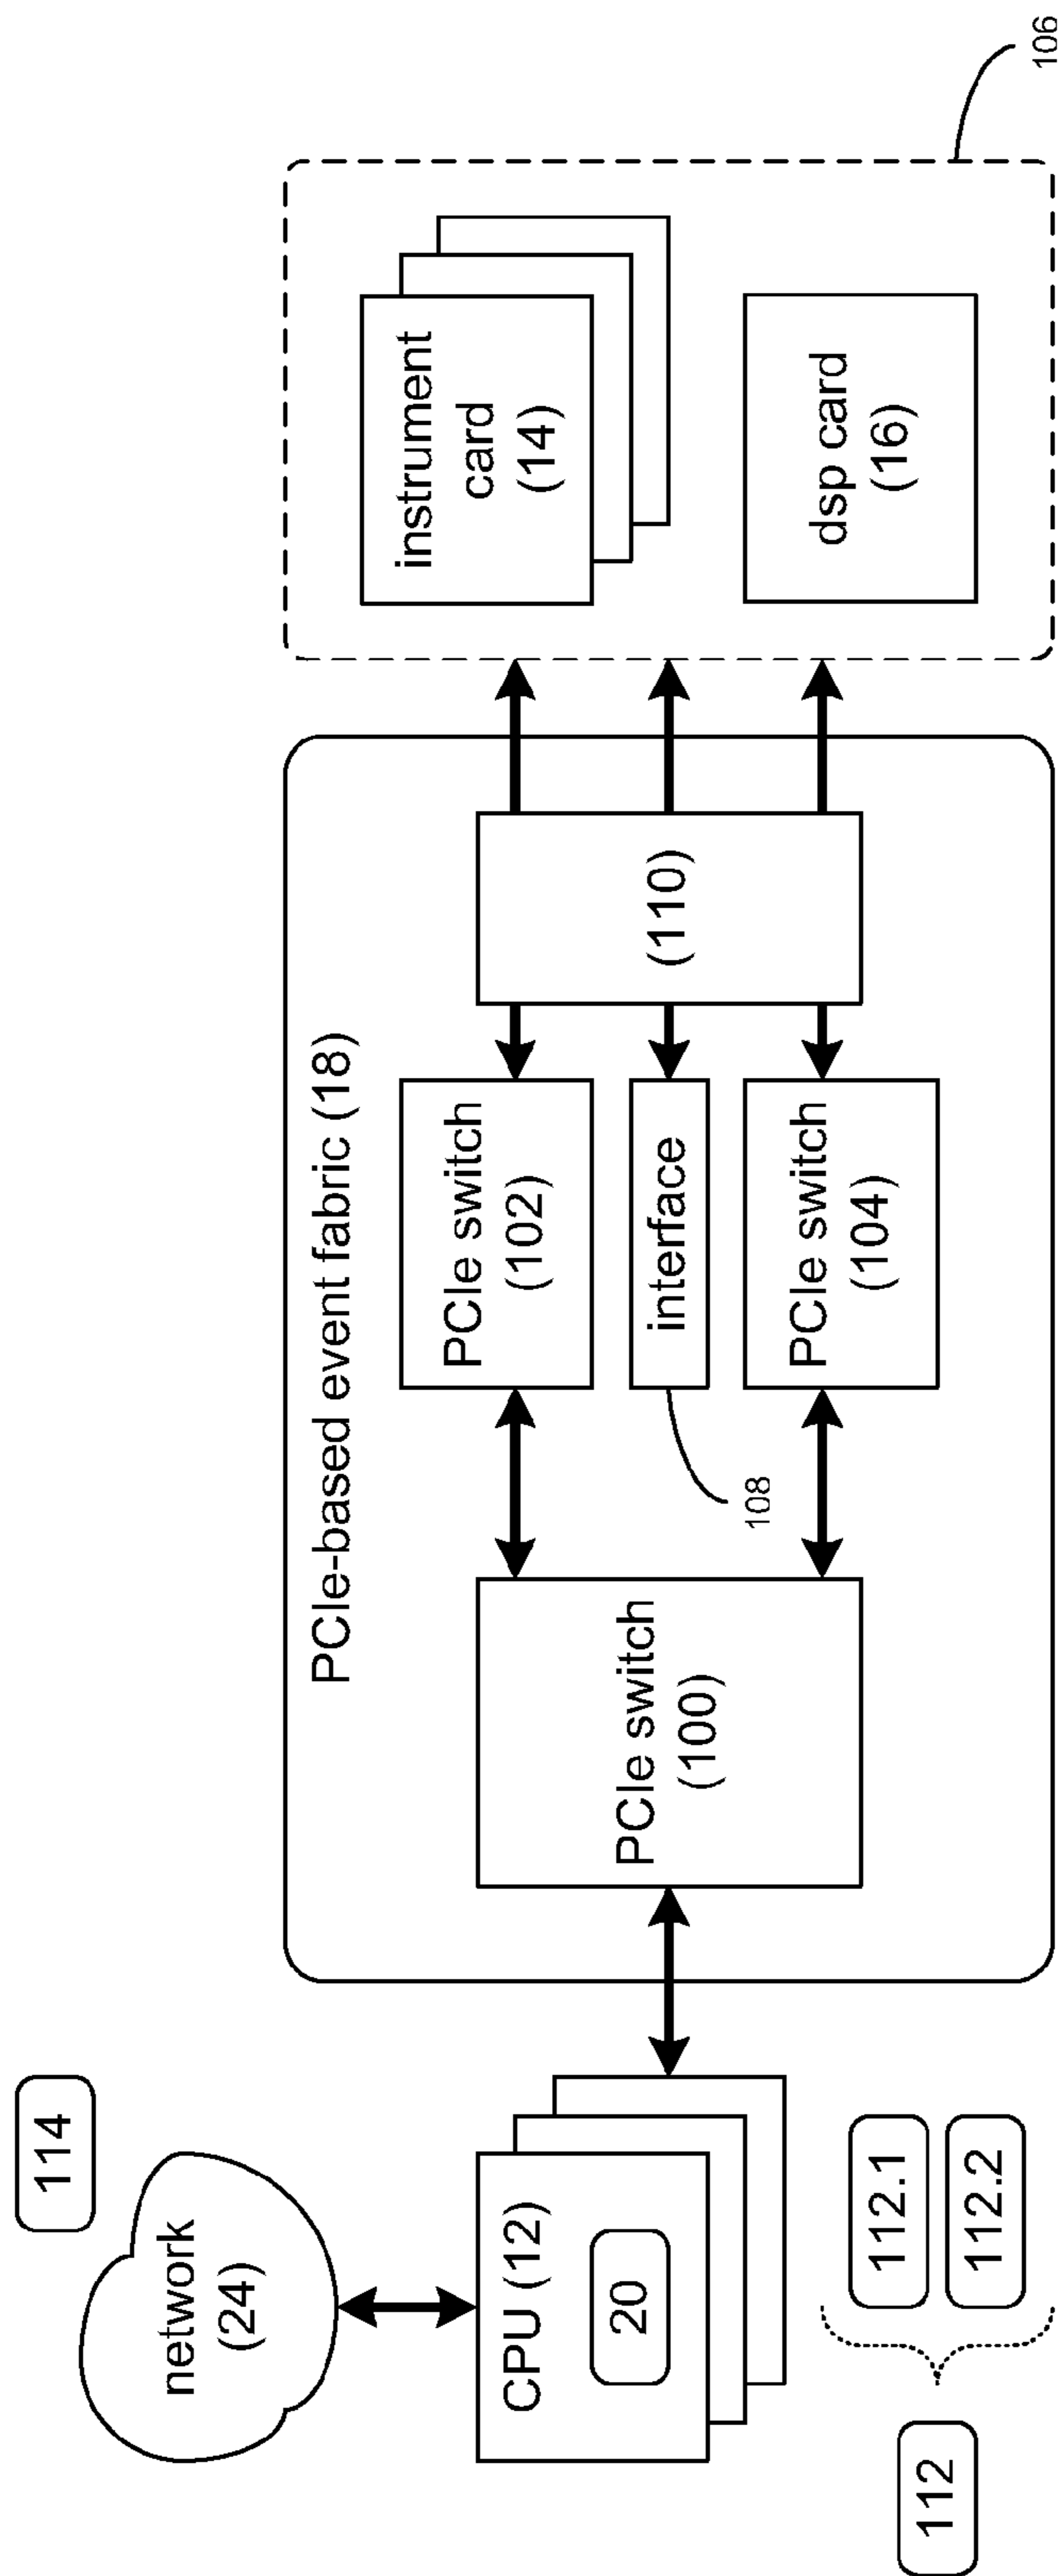 114
network
(24)
CPU (12)
20
112.1
112.2
112
PCIe-based event fabric (18)
PCIe switch
(100)
PCIe switch
(102)
interface
108
PCIe switch
(104)
(110)
instrument
card
(14)
dsp card
(16)
106